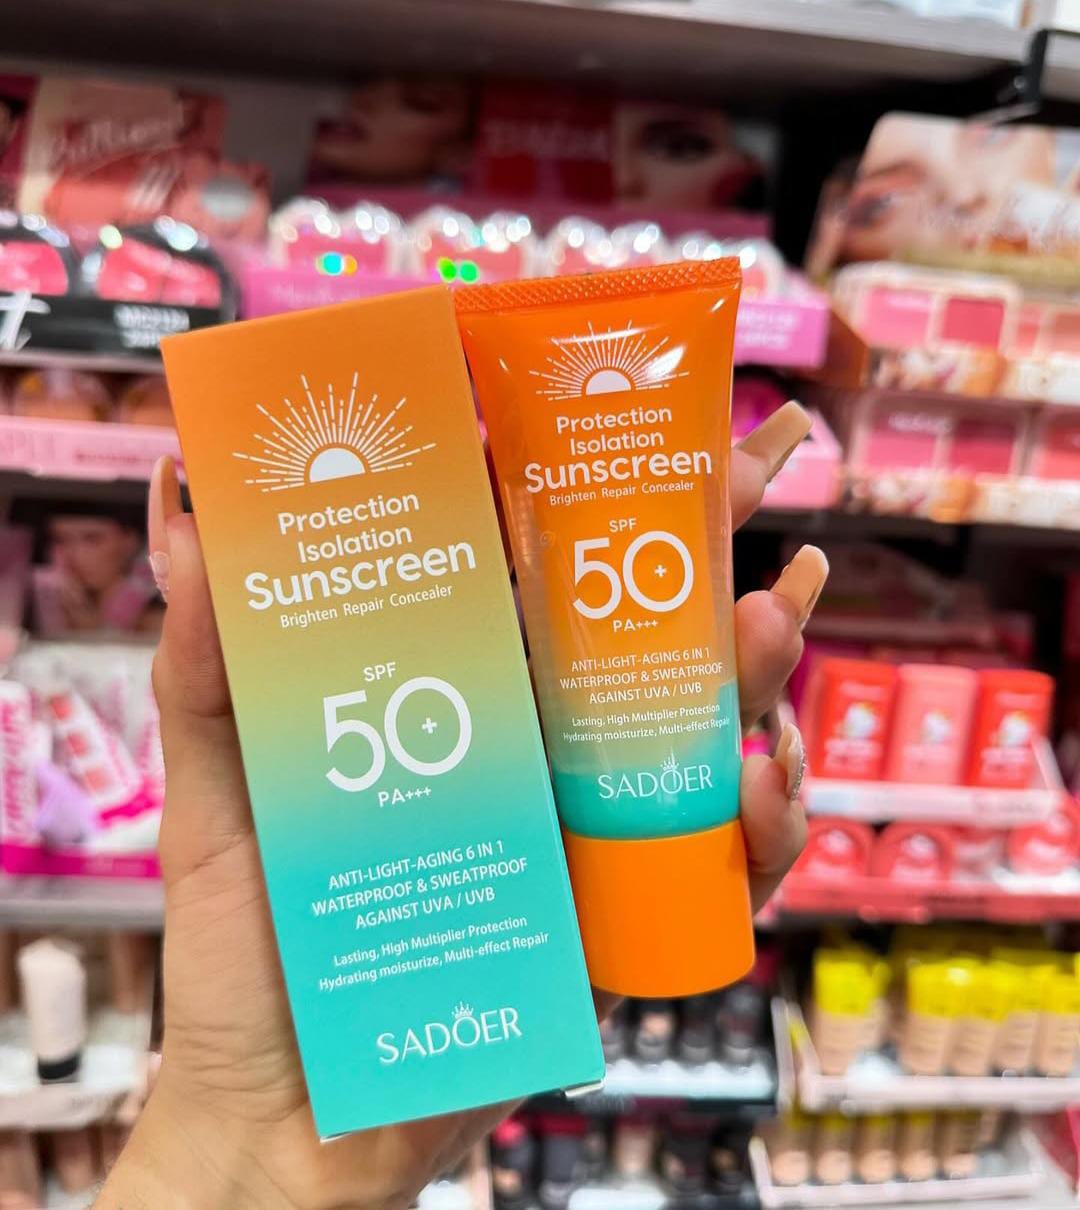 Protection
Isolation
Sunscreen
Brighten Repair Concealer
SPF
50+
PA+++
ANTI-LIGHT-AGING 6 IN 1
WATERPROOF & SWEATPROOF
AGAINST UVA / UVB
Lasting, High Multiplier Protection
Hydrating moisturize, Multi-effect Repair
SADOER
Protection
Isolation
Sunscreen
Brighten Repair Concealer
SPF
50+
PA+++
ANTI-LIGHT-AGING 6 IN 1
WATERPROOF & SWEATPROOF
AGAINST UVA / UVB
Lasting, High Multiplier Protection
Hydrating moisturize, Multi-effect Repair
SADOER